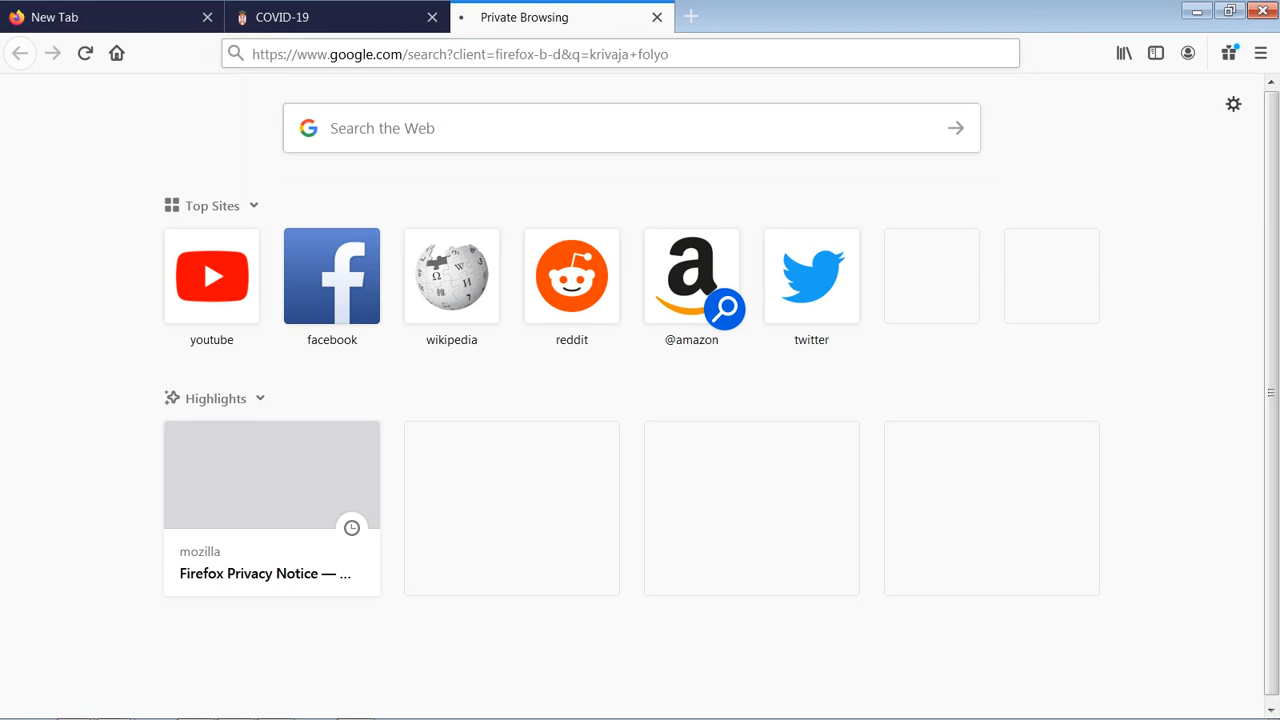 New Tab
COVID-19
Private Browsing
https://www.google.com/search?client=firefox-b-d&q=krivaja+folyo
Search the Web
Top Sites
youtube
facebook
wikipedia
reddit
@amazon
twitter
Highlights
mozilla
Firefox Privacy Notice — ...